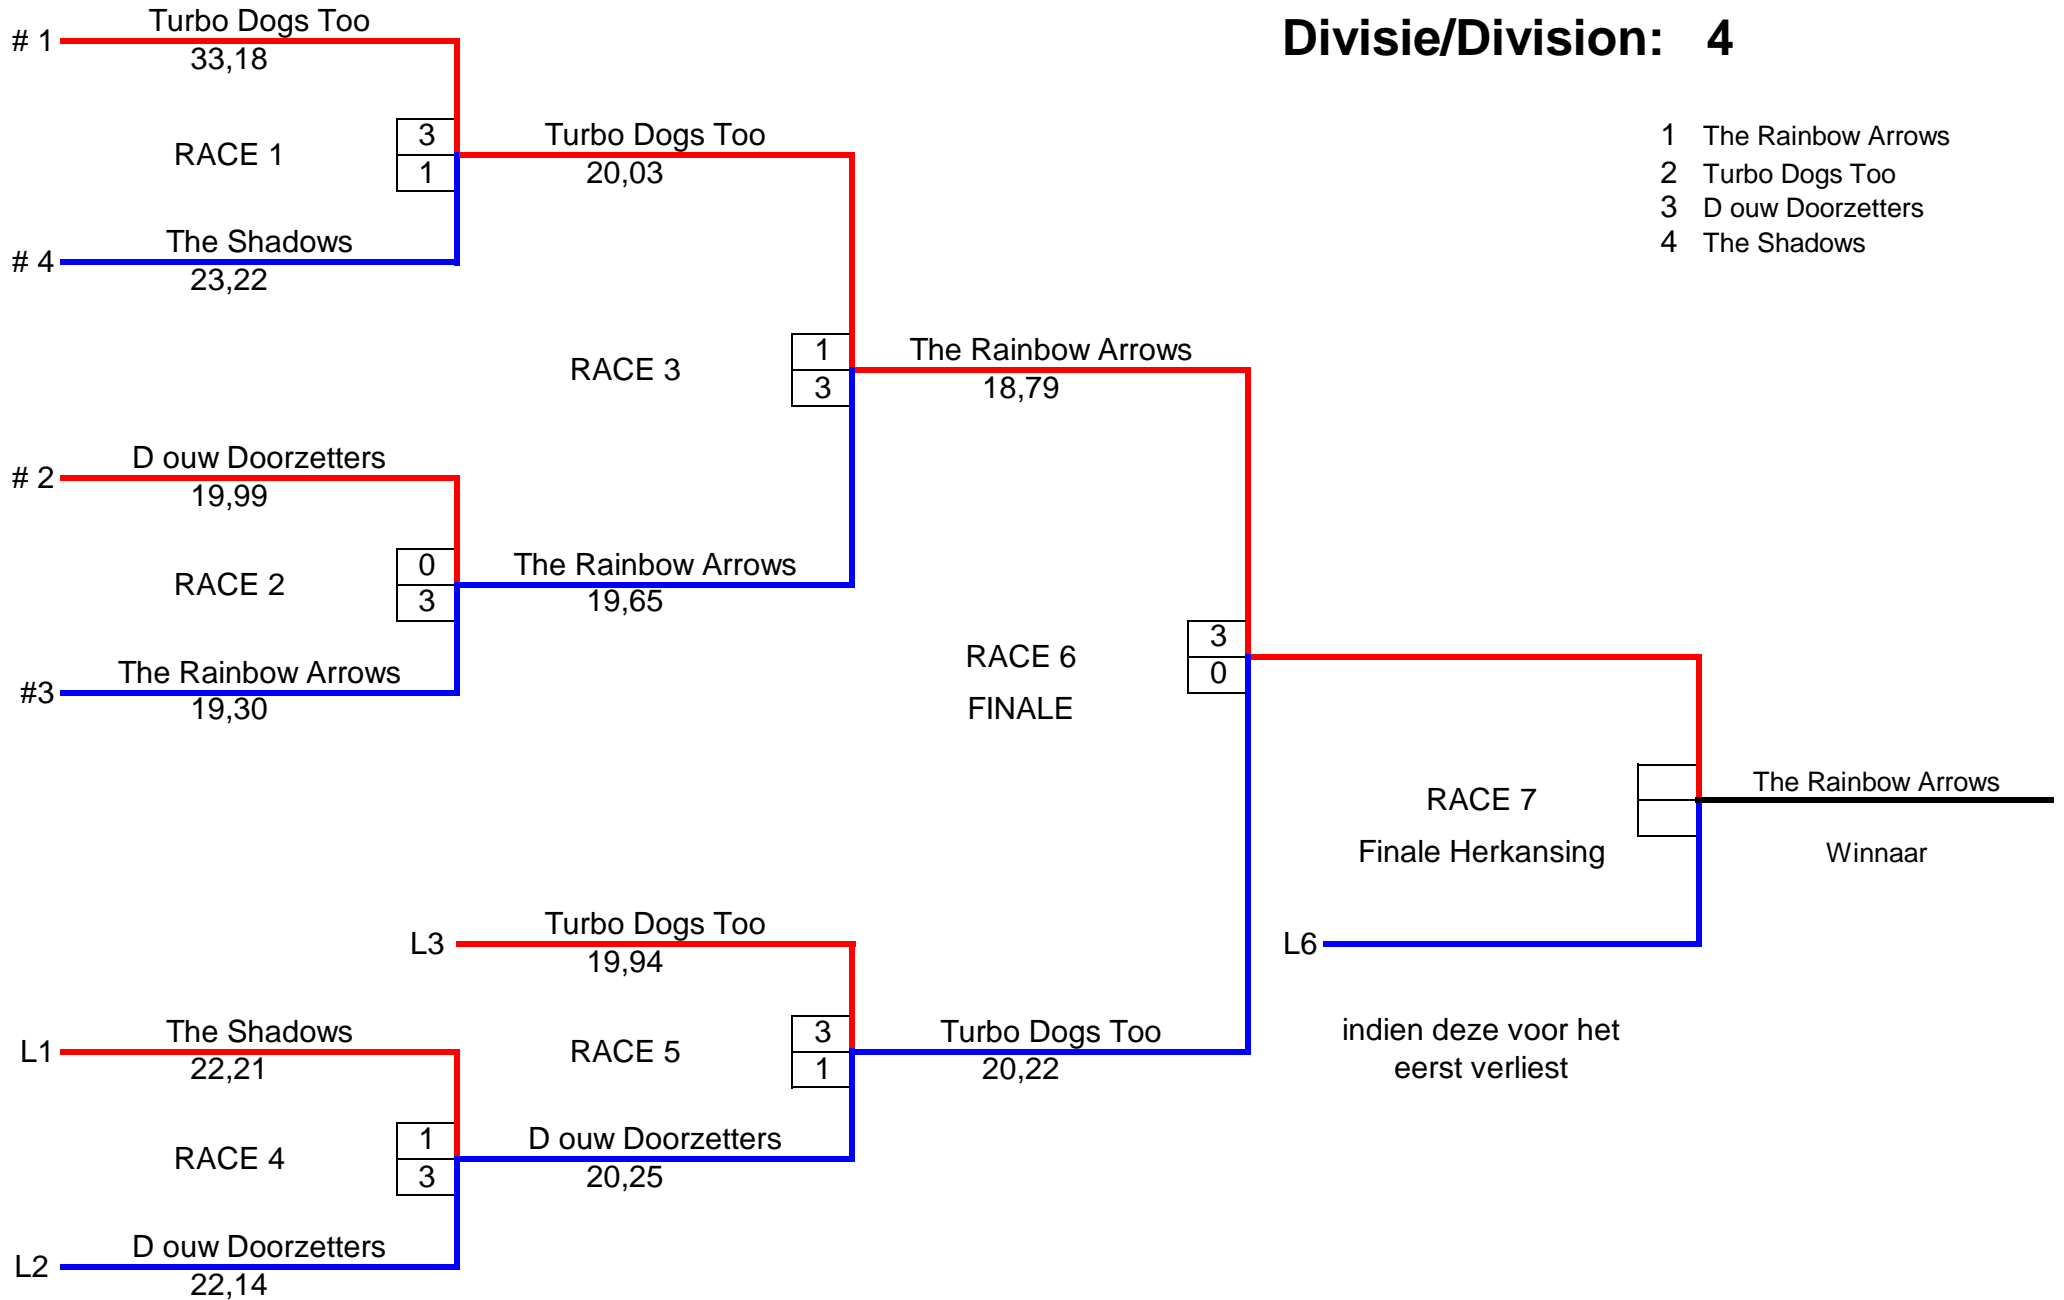 Divisie/Division: 4
1 The Rainbow Arrows
2 Turbo Dogs Too
3 D ouw Doorzetters
4 The Shadows
# 1
Turbo Dogs Too
33,18
RACE 1
3
1
# 4
The Shadows
23,22
Turbo Dogs Too
20,03
# 2
D ouw Doorzetters
19,99
RACE 2
0
3
#3
The Rainbow Arrows
19,30
The Rainbow Arrows
19,65
RACE 3
1
3
The Rainbow Arrows
18,79
RACE 6
FINALE
3
0
RACE 7
Finale Herkansing
The Rainbow Arrows
Winnaar
L6
indien deze voor het
eerst verliest
L3
Turbo Dogs Too
19,94
RACE 5
3
1
Turbo Dogs Too
20,22
L1
The Shadows
22,21
RACE 4
1
3
D ouw Doorzetters
20,25
L2
D ouw Doorzetters
22,14